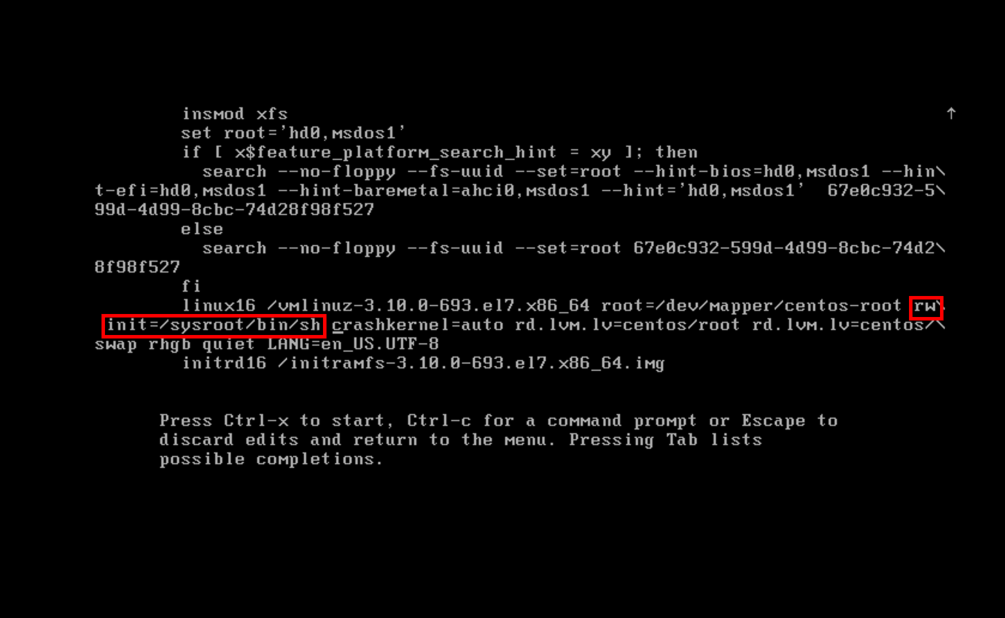 insmod xfs
↑
set root='hd0,msdos1'
if [ x$feature_platform_search_hint = xy ]; then
search --no-floppy --fs-uuid --set=root --hint-bios=hd0,msdos1 --hin\
t-efi=hd0,msdos1 --hint-baremetal=ahci0,msdos1 --hint='hd0,msdos1'  67e0c932-5\
99d-4d99-8cbc-74d28f98f527
else
search --no-floppy --fs-uuid --set=root 67e0c932-599d-4d99-8cbc-74d2\
8f98f527
fi
linux16 /vmlinuz-3.10.0-693.el7.x86_64 root=/dev/mapper/centos-root rw\
init=/sysroot/bin/sh crashkernel=auto rd.lvm.lv=centos/root rd.lvm.lv=centos/\
swap rhgb quiet LANG=en_US.UTF-8
initrd16 /initramfs-3.10.0-693.el7.x86_64.img
Press Ctrl-x to start, Ctrl-c for a command prompt or Escape to
discard edits and return to the menu. Pressing Tab lists
possible completions.